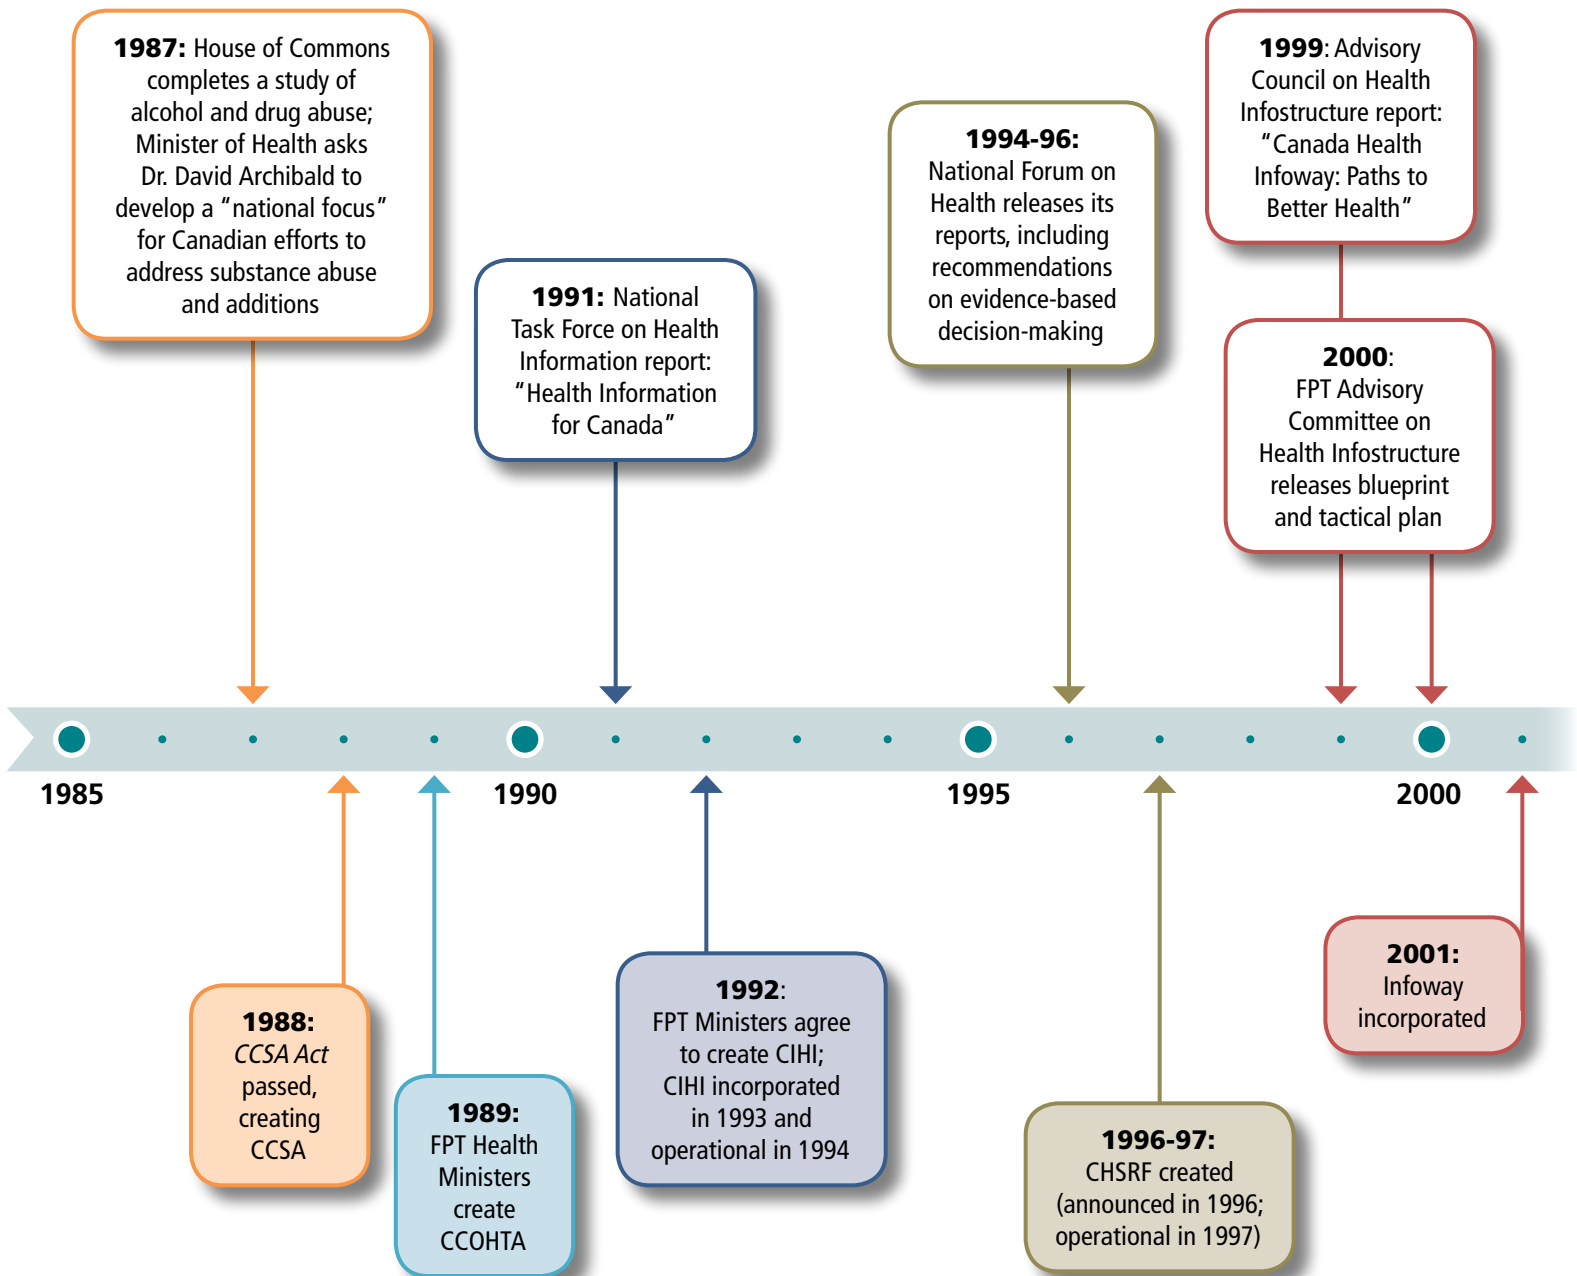 1987: House of Commons
completes a study of
alcohol and drug abuse;
Minister of Health asks
Dr. David Archibald to
develop a “national focus”
for Canadian efforts to
address substance abuse
and additions
1991: National
Task Force on Health
Information report:
“Health Information
for Canada”
1994-96:
National Forum on
Health releases its
reports, including
recommendations
on evidence-based
decision-making
1999: Advisory
Council on Health
Infostructure report:
“Canada Health
Infoway: Paths to
Better Health”
2000:
FPT Advisory
Committee on
Health Infostructure
releases blueprint
and tactical plan
1985
1990
1995
2000
1988:
CCSA Act
passed,
creating
CCSA
1989:
FPT Health
Ministers
create
CCOHTA
1992:
FPT Ministers agree
to create CIHI;
CIHI incorporated
in 1993 and
operational in 1994
1996-97:
CHSRF created
(announced in 1996;
operational in 1997)
2001:
Infoway
incorporated